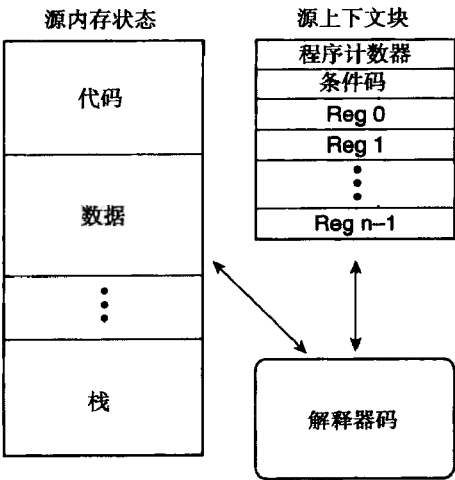 源内存状态
代码
数据
栈
源上下文块
程序计数器
条件码
Reg 0
Reg 1
Reg n–1
解释器码